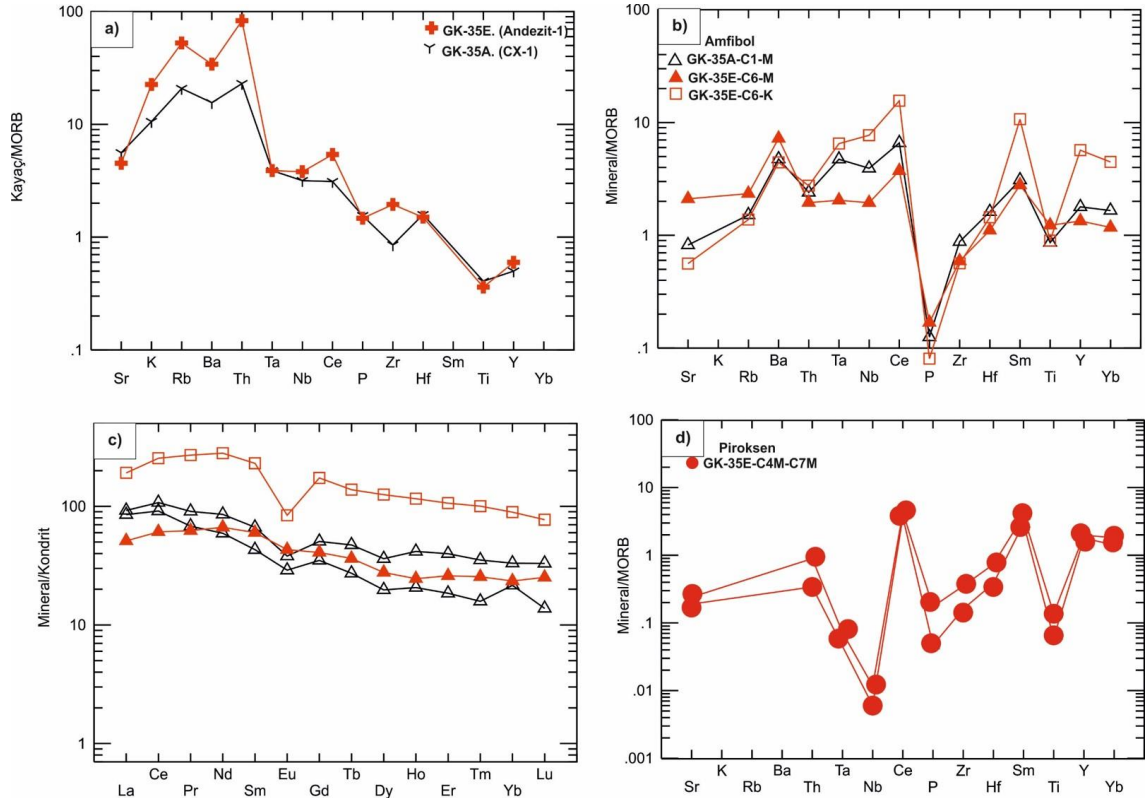 a)
GK-35E. (Andezit-1)
GK-35A. (CX-1)
Kayaç/MORB
100
10
1
.1
Sr K Rb Ba Th Ta Nb Ce P Zr Hf Sm Ti Y Yb
b)
Amfibol
GK-35A-C1-M
GK-35E-C6-M
GK-35E-C6-K
Mineral/MORB
100
10
1
.1
Sr K Rb Ba Th Ta Nb Ce P Zr Hf Sm Ti Y Yb
c)
Mineral/Kondrit
100
10
1
La Ce Pr Nd Sm Eu Gd Tb Dy Ho Er Tm Yb Lu
d)
Piroksen
GK-35E-C4M-C7M
Mineral/MORB
100
10
1
.1
.01
.001
Sr K Rb Ba Th Ta Nb Ce P Zr Hf Sm Ti Y Yb